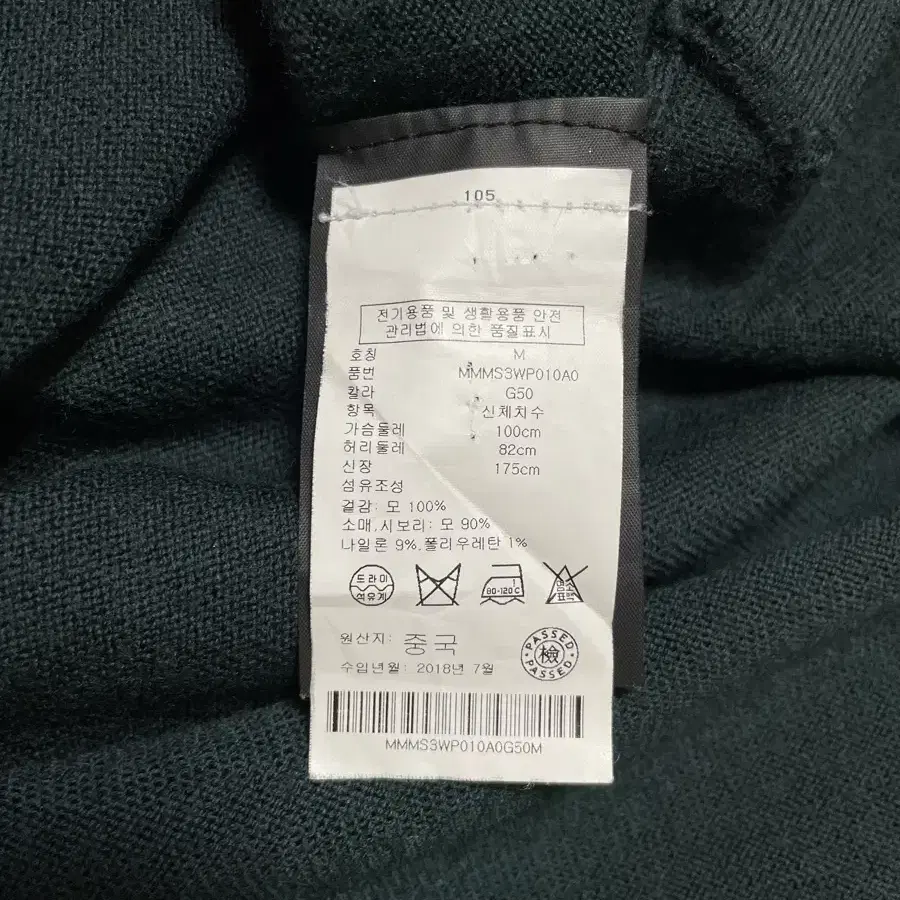 105
전기용품 및 생활용품 안전
관리법에 의한 품질표시
호칭 M
품번 MMMS3WP010A0
칼라 G50
항목 신체치수
가슴둘레 100cm
허리둘레 82cm
신장 175cm
섬유조성
겉감: 모 100%
소매,시보리: 모 90%
나일론 9%,폴리우레탄 1%
드라이
석유계
1
80-120℃
염소
표백
원산지: 중국
수입년월: 2018년 7월
PASSED
檢
PASSED
MMMS3WP010A0G50M